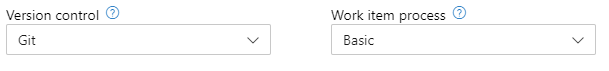 Version control
Work item process
Git
Basic